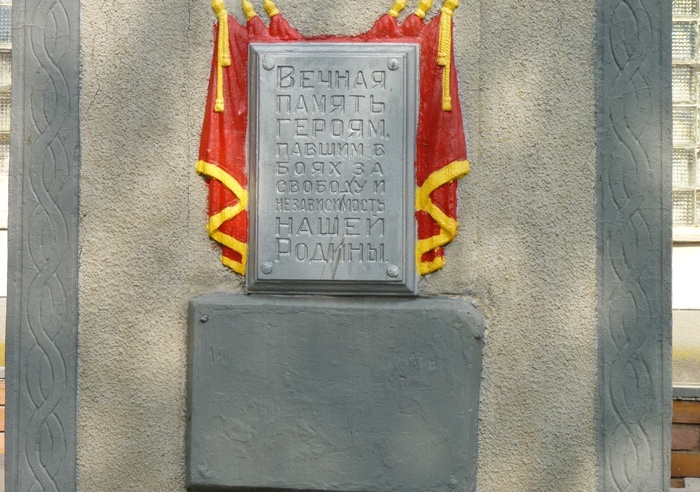 Вечная
память
героям,
павшим в
боях за
свободу и
независимость
нашей
Родины